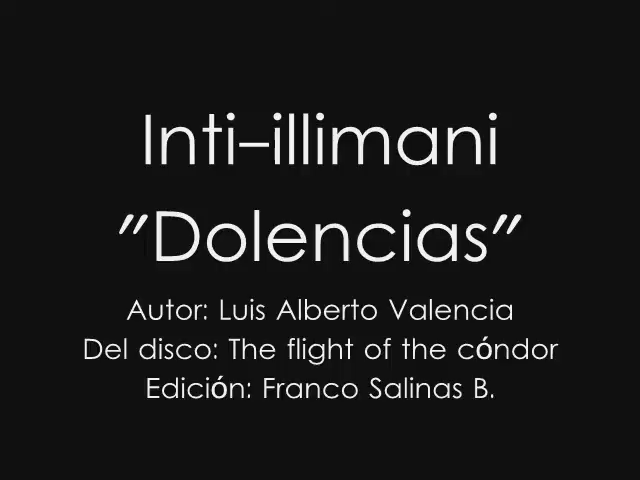 Inti-illimani
"Dolencias"
Autor: Luis Alberto Valencia
Del disco: The flight of the cóndor
Edición: Franco Salinas B.